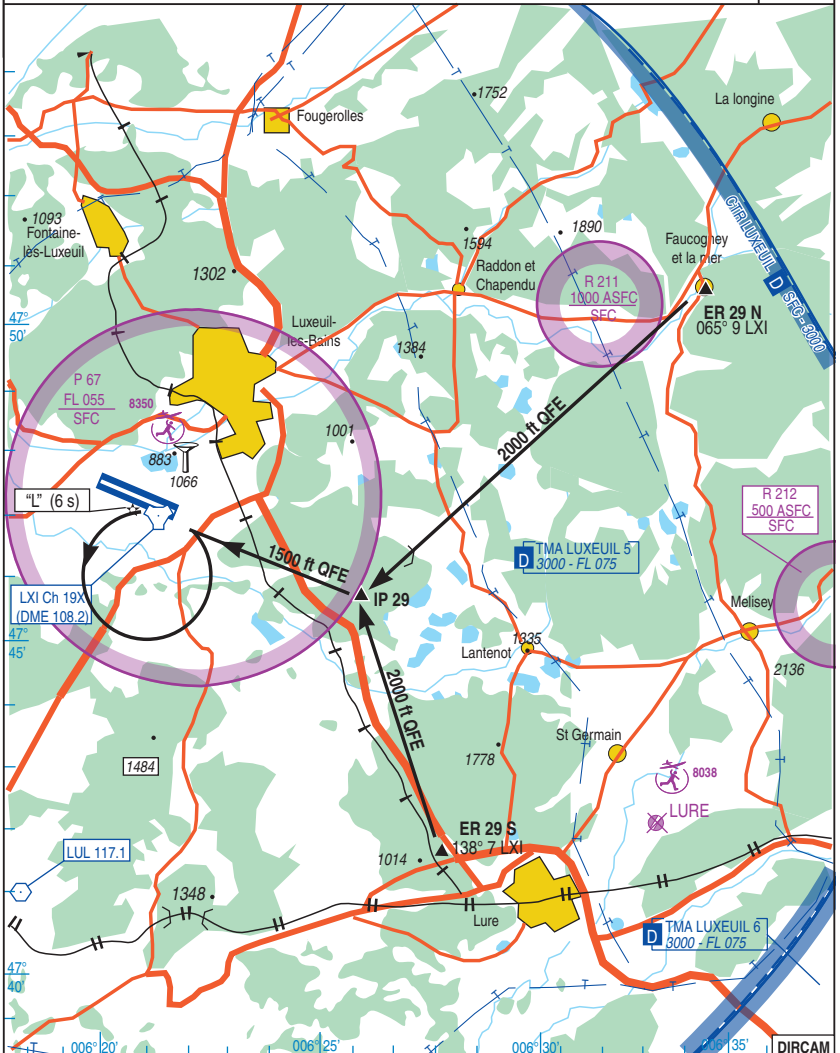 1752
La longine
Fougerolles
1093
Fontaine-
lès-Luxeuil
CTR LUXEUIL D SFC - 3000
1594
1890
Faucogney
et la mer
1302
Raddon et
Chapendu
R 211
1000 ASFC
SFC
ER 29 N
065° 9 LXI
47°
50'
Luxeuil-
les-Bains
1384
P 67
FL 055
SFC
8350
2000 ft QFE
1001
883
1066
"L" (6 s)
R 212
500 ASFC
SFC
1500 ft QFE
D TMA LUXEUIL 5
3000 - FL 075
LXI Ch 19X
(DME 108.2)
IP 29
Melisey
47°
45'
1335
Lantenot
2136
2000 ft QFE
1484
1778
St Germain
8038
LURE
ER 29 S
138° 7 LXI
LUL 117.1
1014
1348
Lure
D TMA LUXEUIL 6
3000 - FL 075
47°
40'
006° 20'
006° 25'
006° 30'
006° 35'
DIRCAM